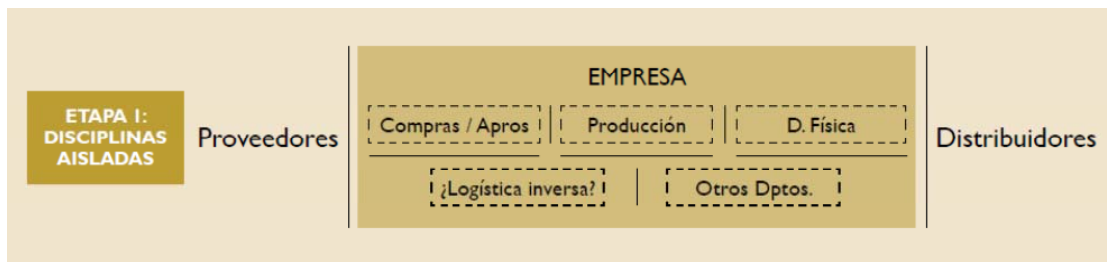 ETAPA I:
DISCIPLINAS
AISLADAS
Proveedores
EMPRESA
Compras / Apros
Producción
D. Física
¿Logística inversa?
Otros Dptos.
Distribuidores